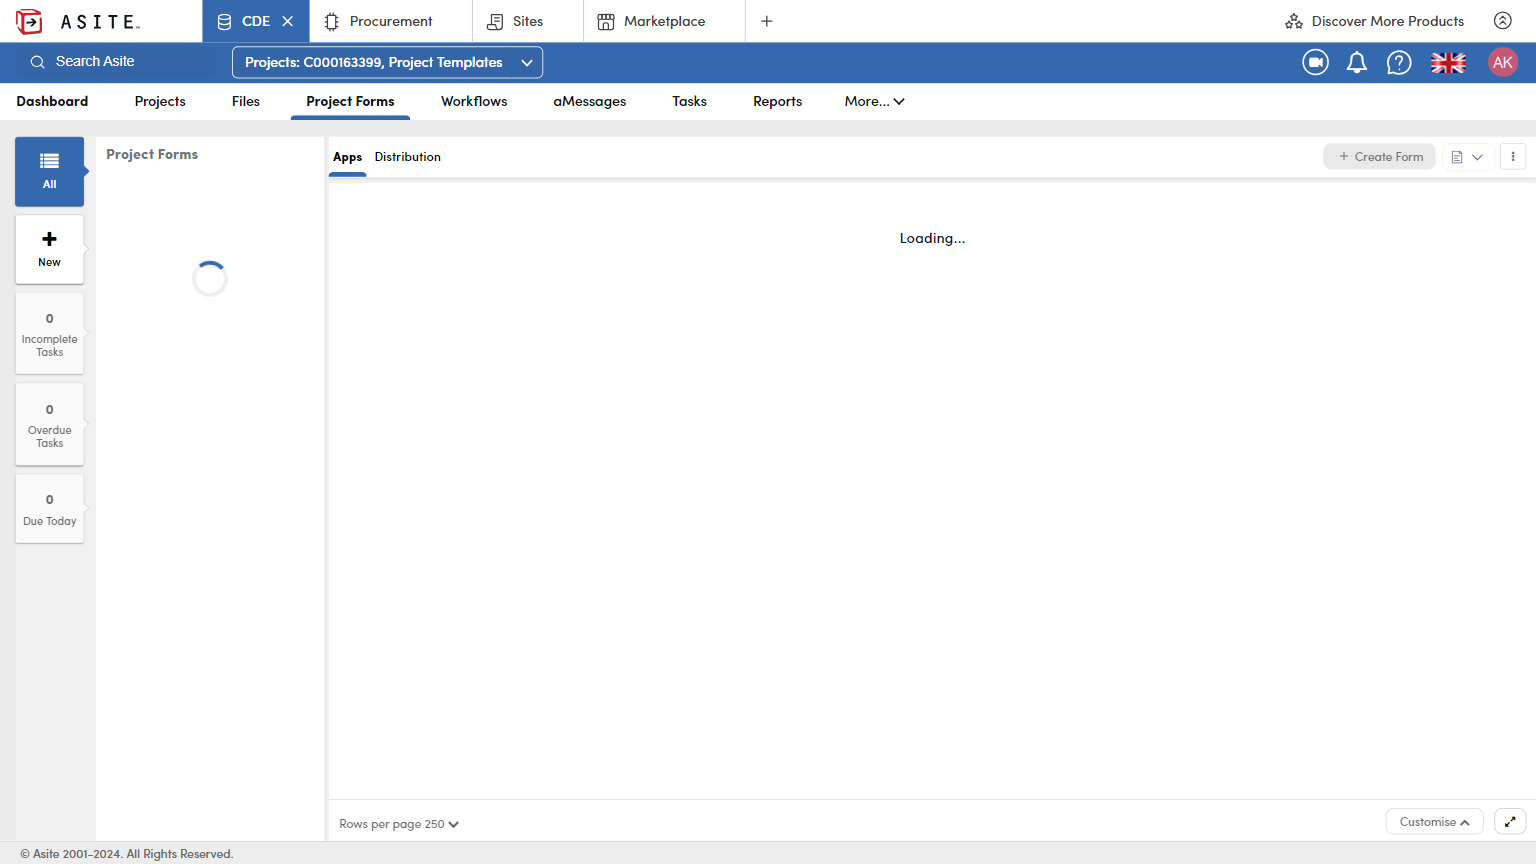 ASITE
CDE
Procurement
Sites
Marketplace
Discover More Products
Search Asite
Projects: C000163399, Project Templates
AK
Dashboard
Projects
Files
Project Forms
Workflows
aMessages
Tasks
Reports
More...
All
New
0
Incomplete
Tasks
0
Overdue
Tasks
0
Due Today
Project Forms
Apps
Distribution
+ Create Form
Loading...
Rows per page 250
Customise
© Asite 2001-2024. All Rights Reserved.